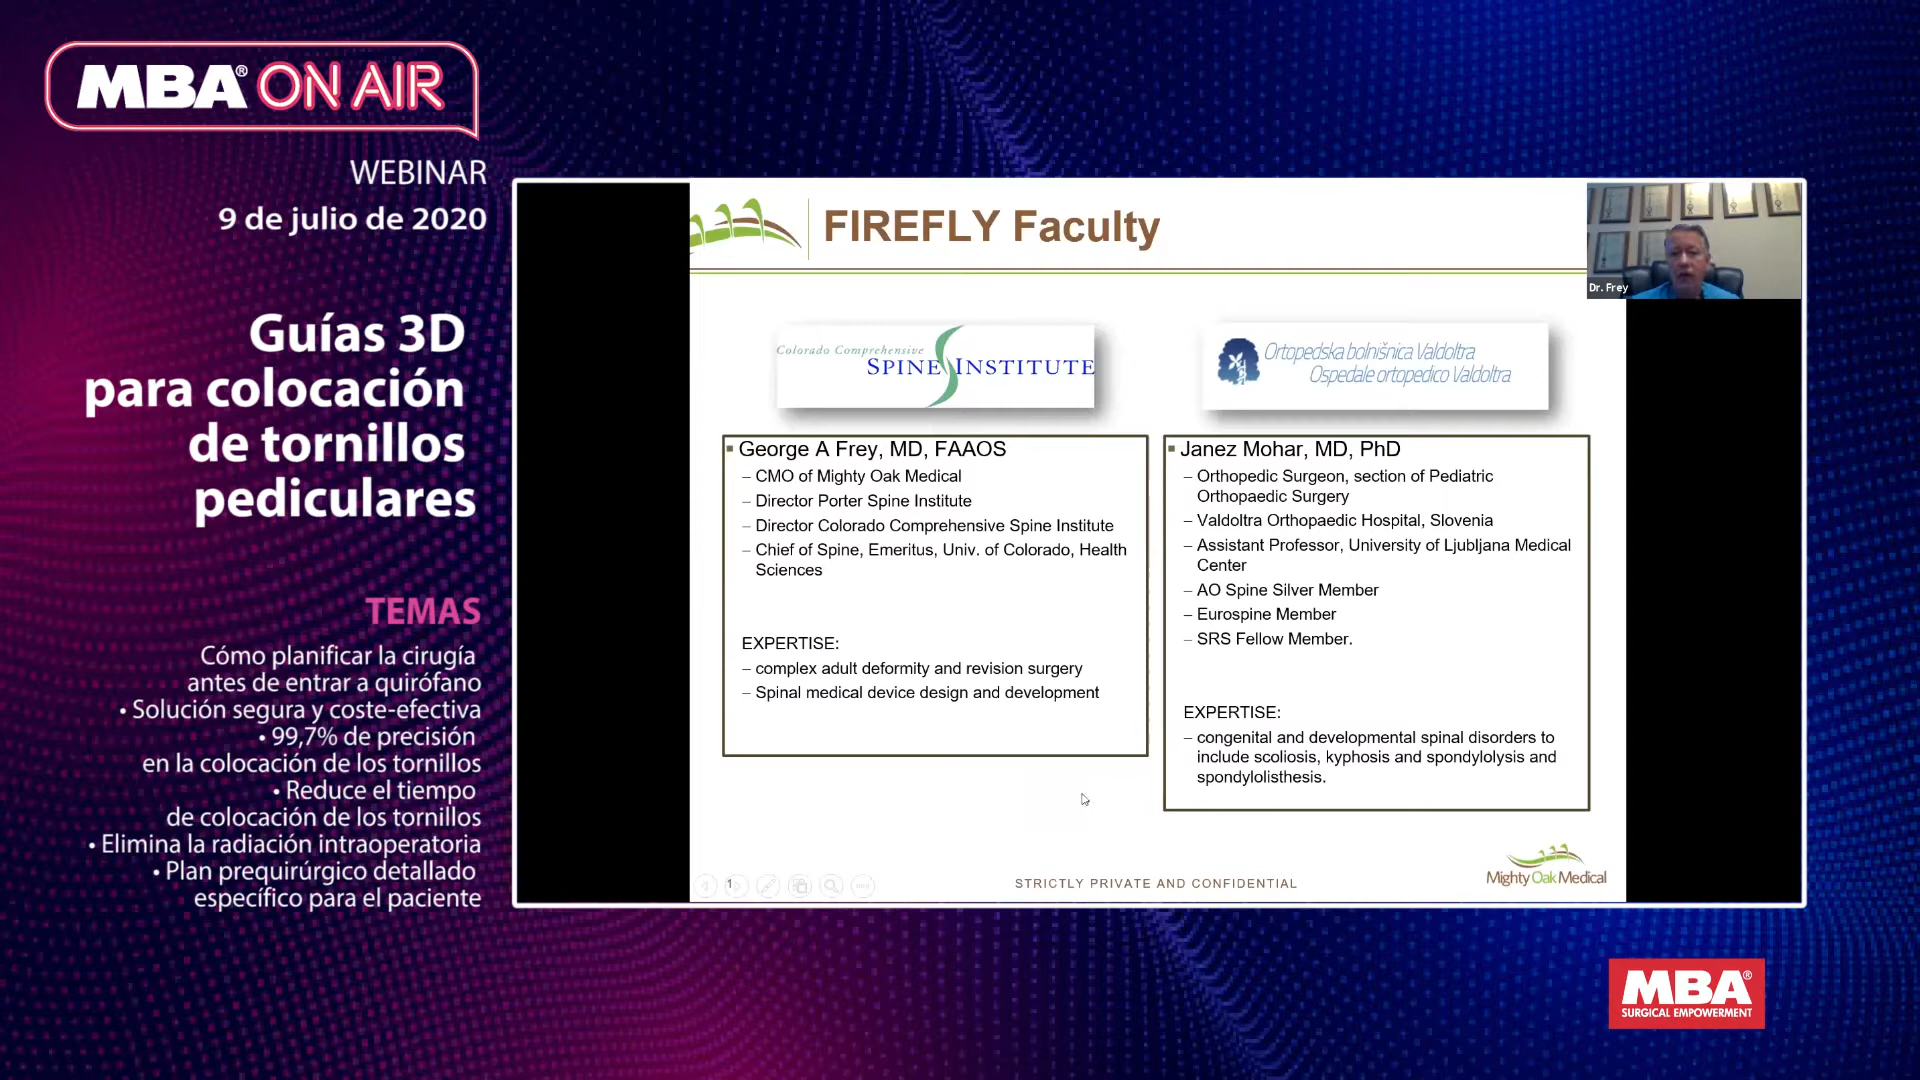 MBA® ON AIR
WEBINAR
9 de julio de 2020
Guías 3D
para colocación
de tornillos
pediculares
TEMAS
Cómo planificar la cirugía
antes de entrar a quirófano
• Solución segura y coste-efectiva
• 99,7% de precisión
en la colocación de los tornillos
• Reduce el tiempo
de colocación de los tornillos
• Elimina la radiación intraoperatoria
• Plan prequirúrgico detallado
específico para el paciente
FIREFLY Faculty
Dr. Frey
Colorado Comprehensive
SPINE INSTITUTE
Ortopedska bolnišnica Valdoltra
Ospedale ortopedico Valdoltra
▪ George A Frey, MD, FAAOS
– CMO of Mighty Oak Medical
– Director Porter Spine Institute
– Director Colorado Comprehensive Spine Institute
– Chief of Spine, Emeritus, Univ. of Colorado, Health
Sciences
EXPERTISE:
– complex adult deformity and revision surgery
– Spinal medical device design and development
▪ Janez Mohar, MD, PhD
– Orthopedic Surgeon, section of Pediatric
Orthopaedic Surgery
– Valdoltra Orthopaedic Hospital, Slovenia
– Assistant Professor, University of Ljubljana Medical
Center
– AO Spine Silver Member
– Eurospine Member
– SRS Fellow Member.
EXPERTISE:
– congenital and developmental spinal disorders to
include scoliosis, kyphosis and spondylolysis and
spondylolisthesis.
1
STRICTLY PRIVATE AND CONFIDENTIAL
Mighty Oak Medical
MBA®
SURGICAL EMPOWERMENT